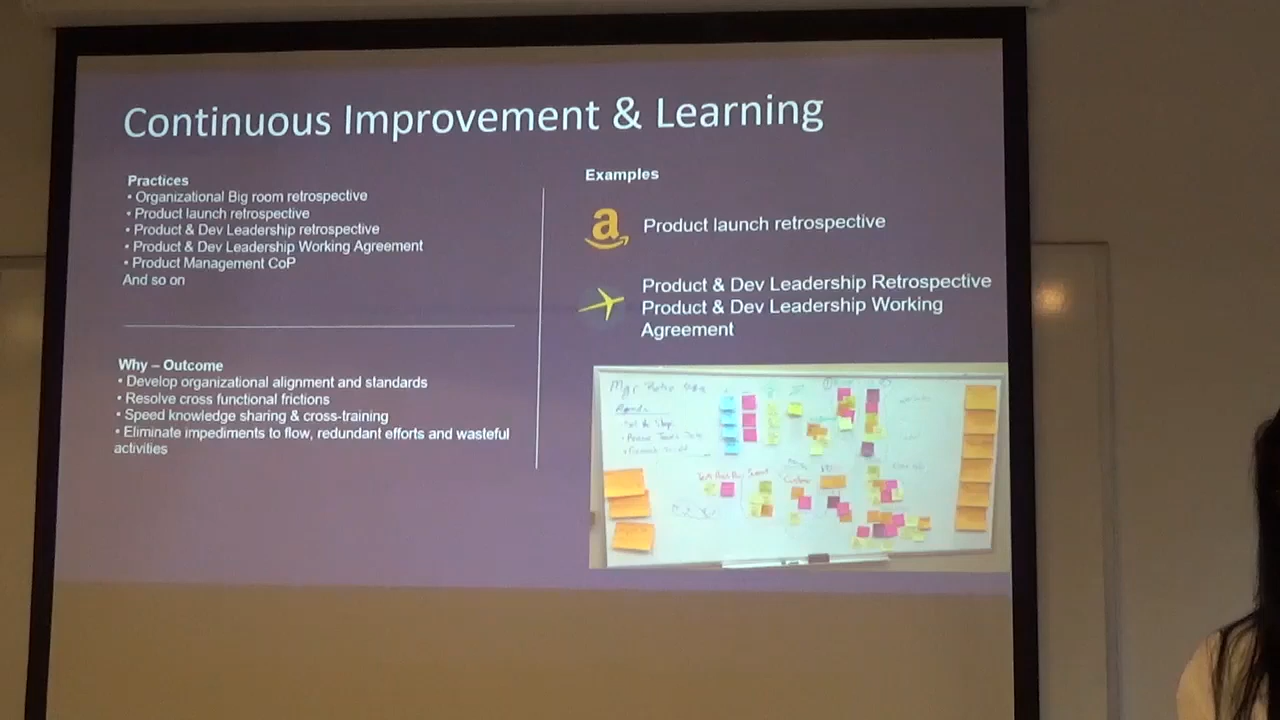 Continuous Improvement & Learning
Practices
• Organizational Big room retrospective
• Product launch retrospective
• Product & Dev Leadership retrospective
• Product & Dev Leadership Working Agreement
• Product Management CoP
And so on
Why – Outcome
• Develop organizational alignment and standards
• Resolve cross functional frictions
• Speed knowledge sharing & cross-training
• Eliminate impediments to flow, redundant efforts and wasteful
activities
Examples
a
Product launch retrospective
Product & Dev Leadership Retrospective
Product & Dev Leadership Working
Agreement
Mgr Retro
Agenda